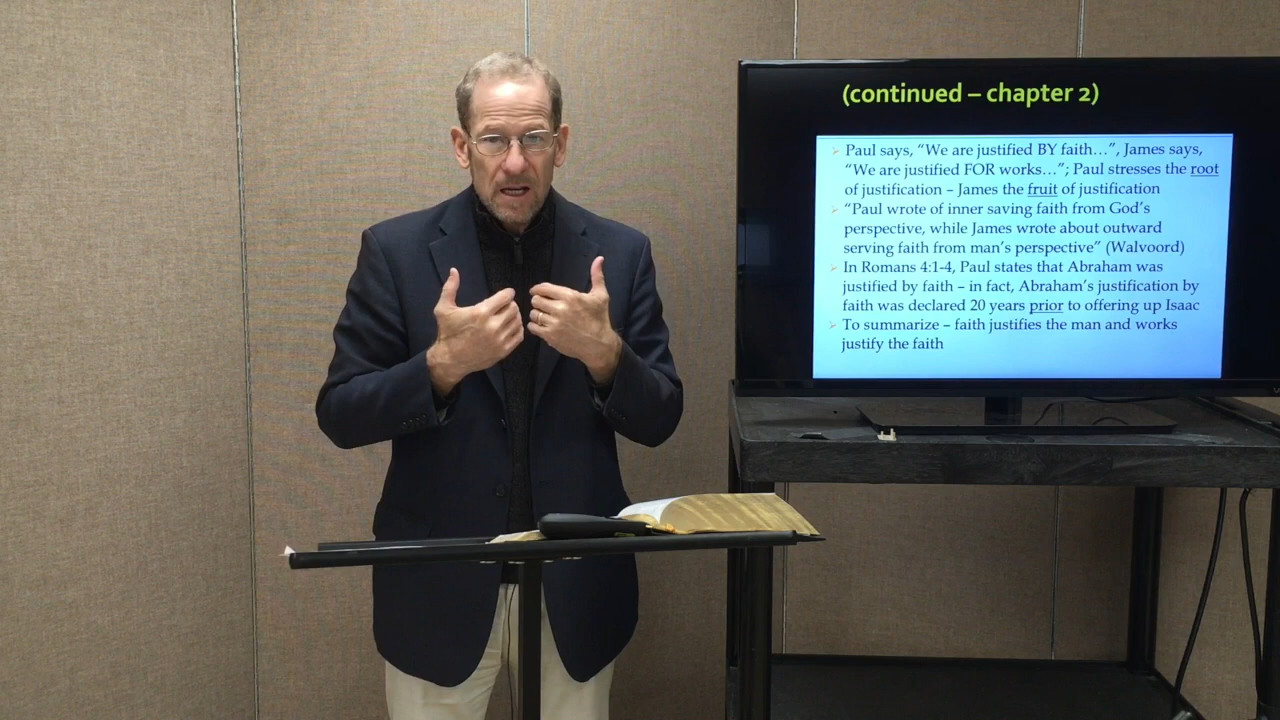 (continued – chapter 2)
Paul says, “We are justified BY faith…”, James says,
“We are justified FOR works…”; Paul stresses the root
of justification – James the fruit of justification
“Paul wrote of inner saving faith from God’s
perspective, while James wrote about outward
serving faith from man’s perspective” (Walvoord)
In Romans 4:1-4, Paul states that Abraham was
justified by faith – in fact, Abraham’s justification by
faith was declared 20 years prior to offering up Isaac
To summarize – faith justifies the man and works
justify the faith